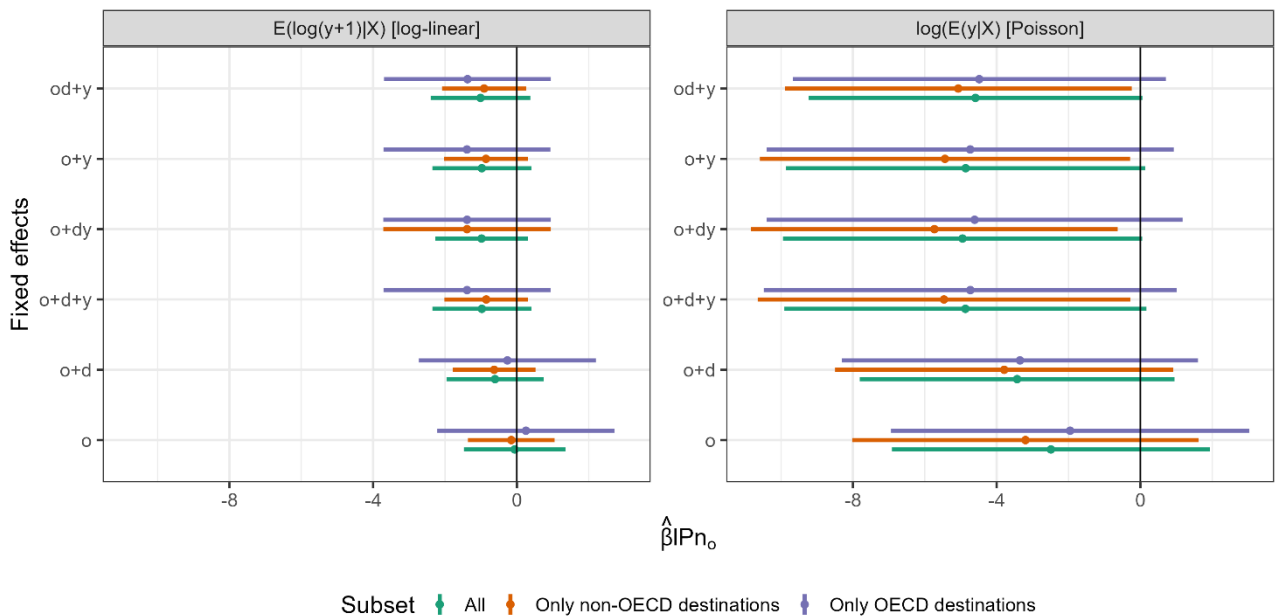 E(log(y+1)|X) [log-linear]
log(E(y|X) [Poisson]
Fixed effects
od+y
o+y
o+dy
o+d+y
o+d
o
-8 -4 0
-8 -4 0
β̂IPnₒ
Subset All Only non-OECD destinations Only OECD destinations